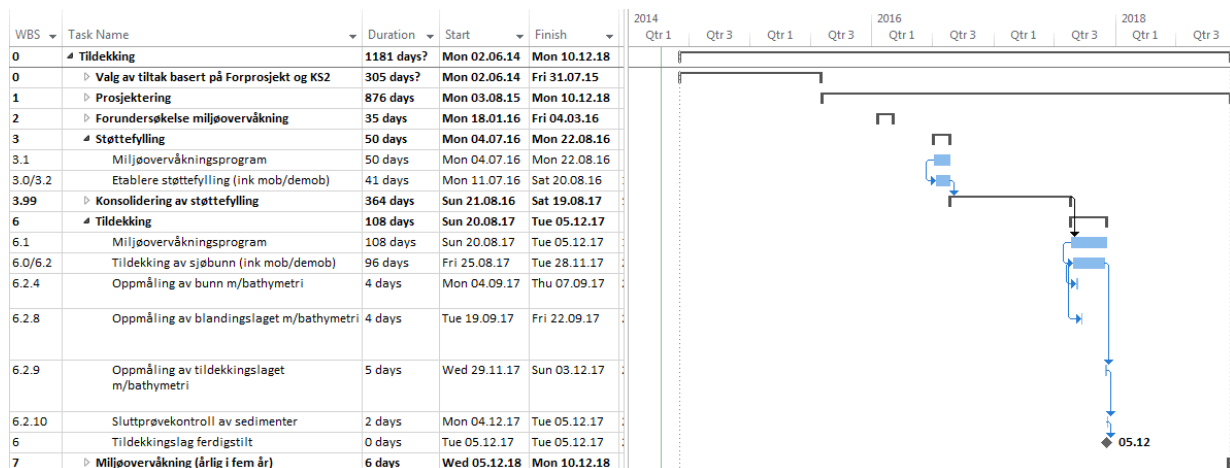 2014 2016 2018
WBS Task Name Duration Start Finish Qtr 1 Qtr 3 Qtr 1 Qtr 3 Qtr 1 Qtr 3 Qtr 1 Qtr 3 Qtr 1 Qtr 3
0 Tildekking 1181 days? Mon 02.06.14 Mon 10.12.18
0 Valg av tiltak basert på Forprosjekt og KS2 305 days? Mon 02.06.14 Fri 31.07.15
1 Prosjektering 876 days Mon 03.08.15 Mon 10.12.18
2 Forundersøkelse miljøovervåkning 35 days Mon 18.01.16 Fri 04.03.16
3 Støttefylling 50 days Mon 04.07.16 Mon 22.08.16
3.1 Miljøovervåkningsprogram 50 days Mon 04.07.16 Mon 22.08.16
3.0/3.2 Etablere støttefylling (ink mob/demob) 41 days Mon 11.07.16 Sat 20.08.16
3.99 Konsolidering av støttefylling 364 days Sun 21.08.16 Sat 19.08.17
6 Tildekking 108 days Sun 20.08.17 Tue 05.12.17
6.1 Miljøovervåkningsprogram 108 days Sun 20.08.17 Tue 05.12.17
6.0/6.2 Tildekking av sjøbunn (ink mob/demob) 96 days Fri 25.08.17 Tue 28.11.17
6.2.4 Oppmåling av bunn m/bathymetri 4 days Mon 04.09.17 Thu 07.09.17
6.2.8 Oppmåling av blandingslaget m/bathymetri 4 days Tue 19.09.17 Fri 22.09.17
6.2.9 Oppmåling av tildekkingslaget 5 days Wed 29.11.17 Sun 03.12.17
m/bathymetri
6.2.10 Sluttprøvekontroll av sedimenter 2 days Mon 04.12.17 Tue 05.12.17
6 Tildekkingslag ferdigstilt 0 days Tue 05.12.17 Tue 05.12.17 05.12
7 Miljøovervåkning (årlig i fem år) 6 days Wed 05.12.18 Mon 10.12.18